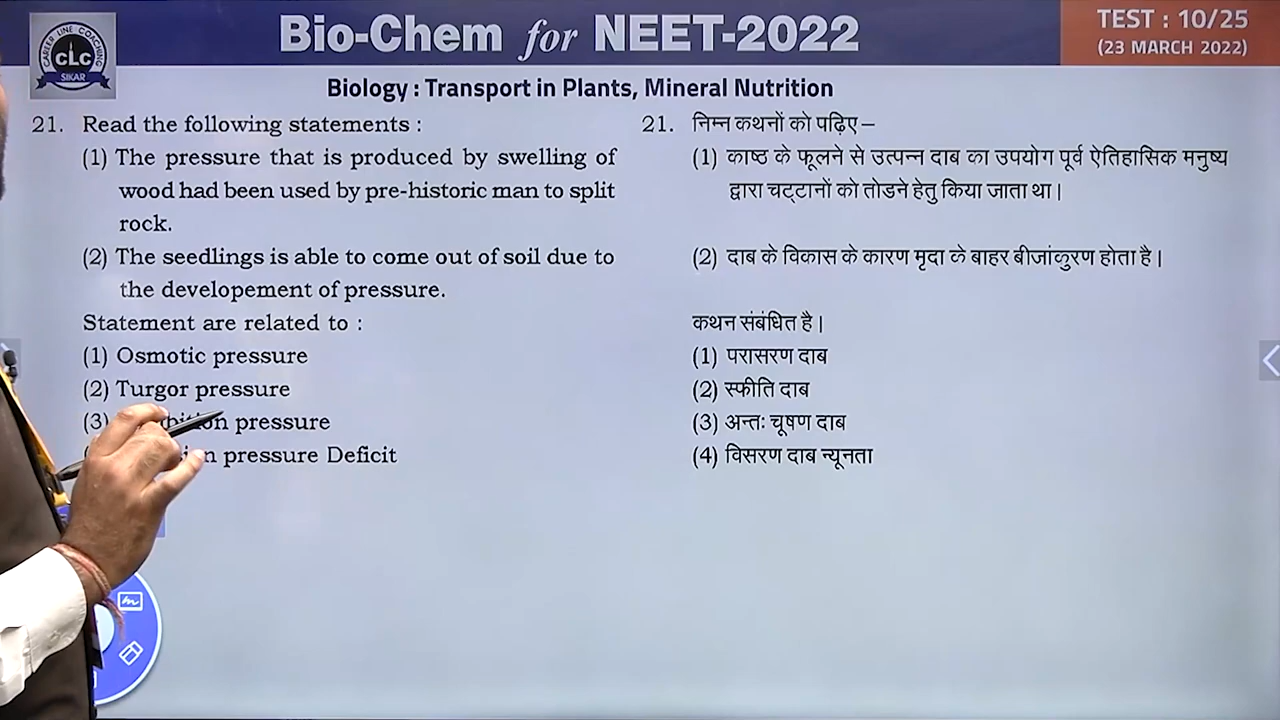 Bio-Chem for NEET-2022
TEST : 10/25
(23 MARCH 2022)
CAREER LINE COACHING
CLC
SIKAR
Biology : Transport in Plants, Mineral Nutrition
21. Read the following statements :
(1) The pressure that is produced by swelling of
wood had been used by pre-historic man to split
rock.
(2) The seedlings is able to come out of soil due to
the developement of pressure.
Statement are related to :
(1) Osmotic pressure
(2) Turgor pressure
(3) pressure
pressure Deficit
21. निम्न कथनों को पढ़िए–
(1) काष्ठ के फूलने से उत्पन्न दाब का उपयोग पूर्व ऐतिहासिक मनुष्य
द्वारा चट्टानों को तोडने हेतु किया जाता था।
(2) दाब के विकास के कारण मृदा के बाहर बीजांकुरण होता है।
कथन संबंधित है।
(1) परासरण दाब
(2) स्फीति दाब
(3) अन्तः चूषण दाब
(4) विसरण दाब न्यूनता